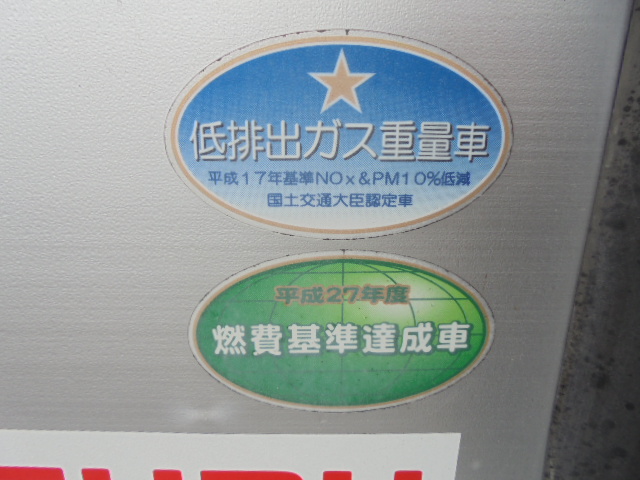 低排出ガス重量車
平成17年基準NOx&PM10%低減
国土交通大臣認定車
平成27年度
燃費基準達成車